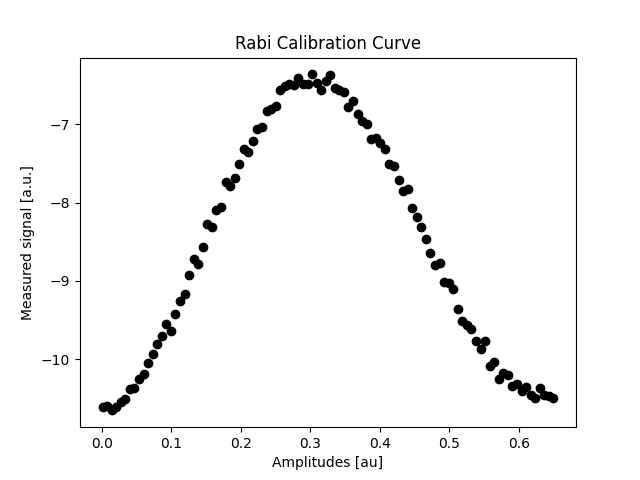 Rabi Calibration Curve
Measured signal [a.u.]
−7
−8
−9
−10
0.0 0.1 0.2 0.3 0.4 0.5 0.6
Amplitudes [au]